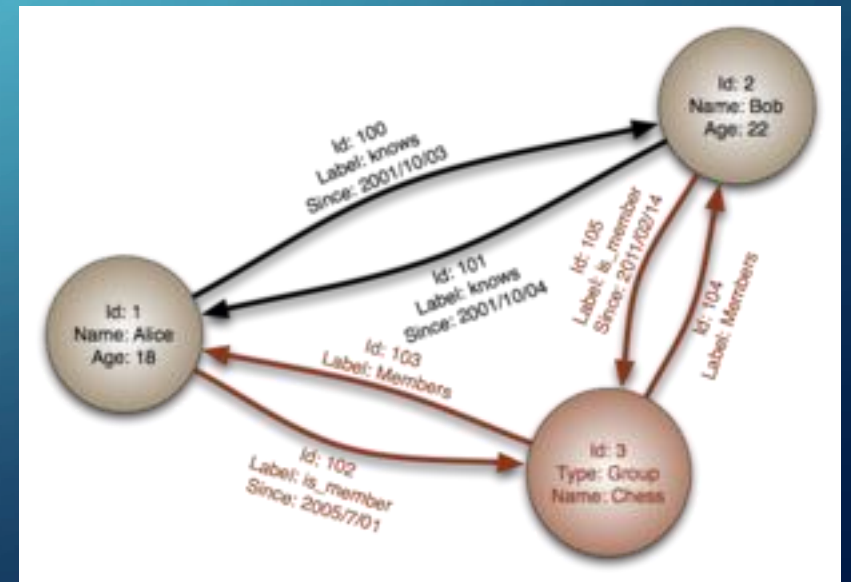 Id: 100
Label: knows
Since: 2001/10/03
Id: 2
Name: Bob
Age: 22
Id: 101
Label: knows
Since: 2001/10/04
Id: 105
Label: is_member
Since: 2011/02/14
Id: 104
Label: Members
Id: 1
Name: Alice
Age: 18
Id: 103
Label: Members
Id: 102
Label: is_member
Since: 2005/7/01
Id: 3
Type: Group
Name: Chess